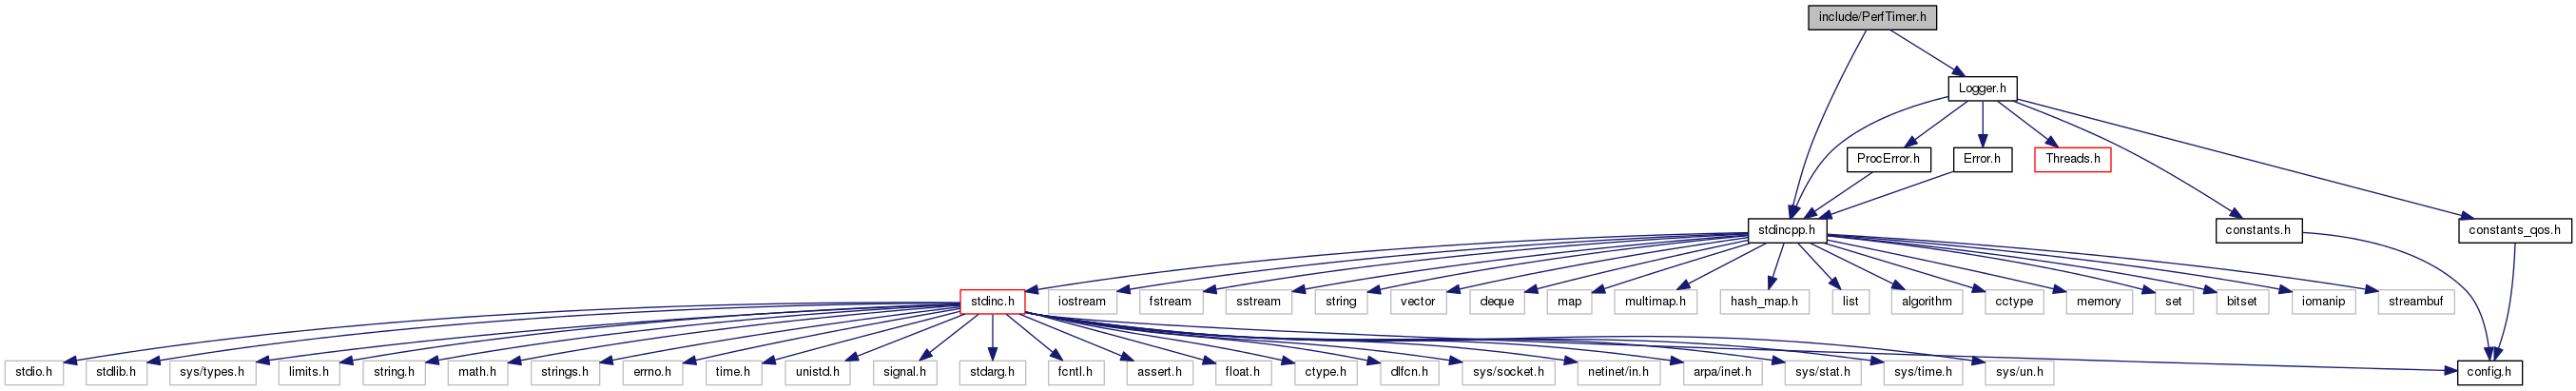 include/PerfTimer.h
Logger.h
ProcError.h
Error.h
Threads.h
stdincpp.h
constants.h
constants_qos.h
stdinc.h
iostream
fstream
sstream
string
vector
deque
map
multimap.h
hash_map.h
list
algorithm
cctype
memory
set
bitset
iomanip
streambuf
stdio.h
stdlib.h
sys/types.h
limits.h
string.h
math.h
strings.h
errno.h
time.h
unistd.h
signal.h
stdarg.h
fcntl.h
assert.h
float.h
ctype.h
dlfcn.h
sys/socket.h
netinet/in.h
arpa/inet.h
sys/stat.h
sys/time.h
sys/un.h
config.h